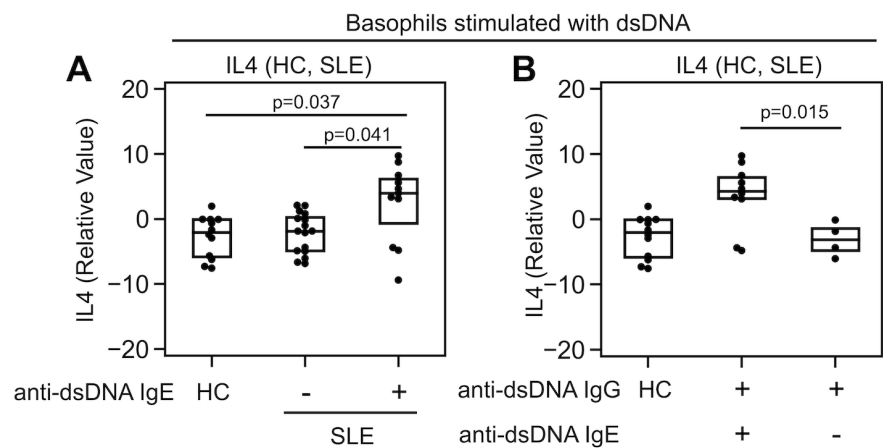 Basophils stimulated with dsDNA
A
IL4 (HC, SLE)
p=0.037
p=0.041
IL4 (Relative Value)
20
10
0
−10
−20
anti-dsDNA IgE HC - +
SLE
B
IL4 (HC, SLE)
p=0.015
IL4 (Relative Value)
20
10
0
−10
−20
anti-dsDNA IgG HC + +
anti-dsDNA IgE + -